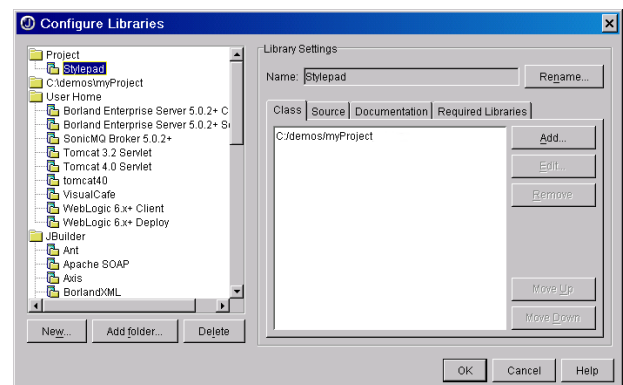 Configure Libraries
Project
Stylepad
C:\demos\myProject
User Home
Borland Enterprise Server 5.0.2+ C
Borland Enterprise Server 5.0.2+ S
SonicMQ Broker 5.0.2+
Tomcat 3.2 Servlet
Tomcat 4.0 Servlet
tomcat40
VisualCafe
WebLogic 6.x+ Client
WebLogic 6.x+ Deploy
JBuilder
Ant
Apache SOAP
Axis
BorlandXML
New... Add folder... Delete
Library Settings
Name: Stylepad Rename...
Class Source Documentation Required Libraries
C:/demos/myProject
Add...
Edit...
Remove
Move Up
Move Down
OK Cancel Help